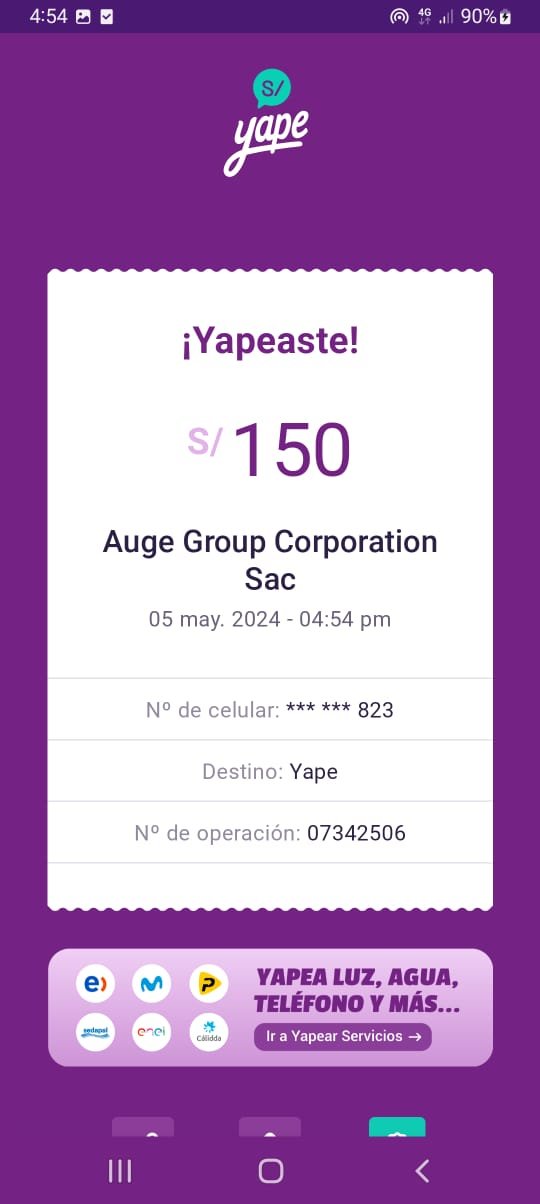 4:54 4G 90%
S/
yape
¡Yapeaste!
S/ 150
Auge Group Corporation
Sac
05 may. 2024 - 04:54 pm
Nº de celular: *** *** 823
Destino: Yape
Nº de operación: 07342506
e) P YAPEA LUZ, AGUA,
TELÉFONO Y MÁS...
sedapal enel Cálidda Ir a Yapear Servicios →